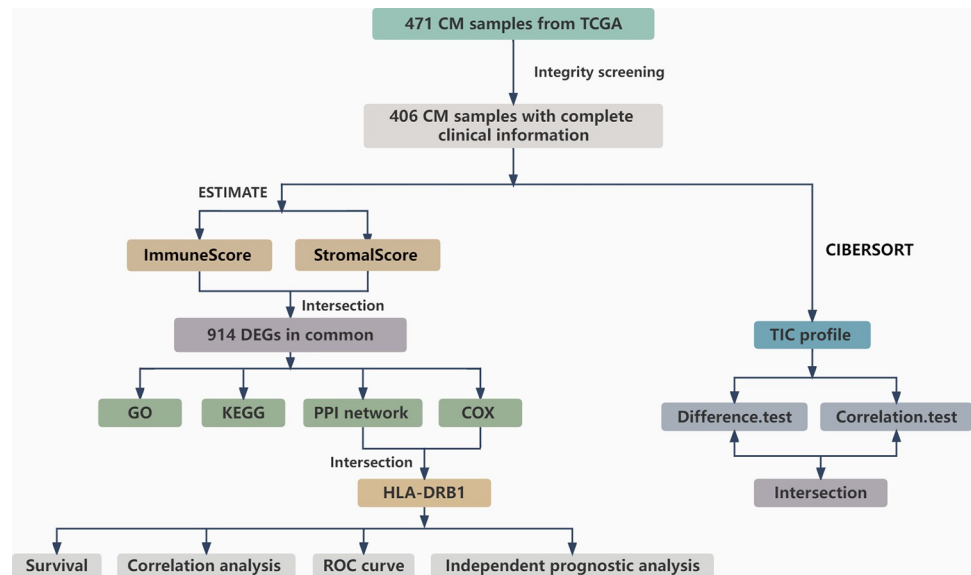 471 CM samples from TCGA
Integrity screening
406 CM samples with complete
clinical information
ESTIMATE
ImmuneScore
StromalScore
CIBERSORT
Intersection
914 DEGs in common
TIC profile
GO
KEGG
PPI network
COX
Difference.test
Correlation.test
Intersection
HLA-DRB1
Intersection
Survival
Correlation analysis
ROC curve
Independent prognostic analysis